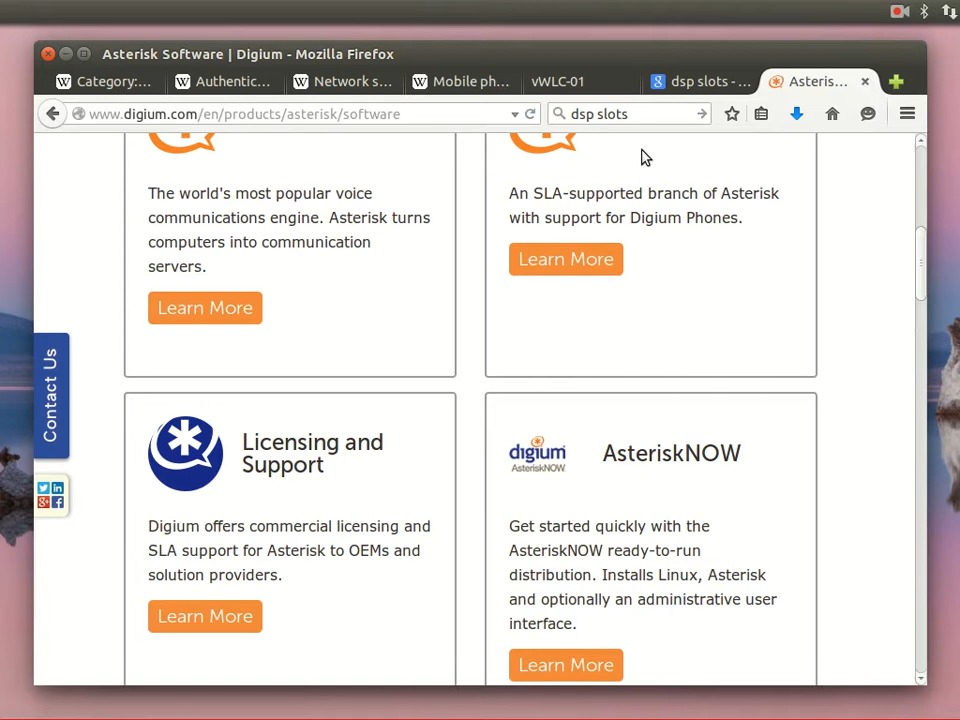 Asterisk Software | Digium - Mozilla Firefox
Category:...
Authentic...
Network s...
Mobile ph...
vWLC-01
dsp slots - ...
Asteris...
www.digium.com/en/products/asterisk/software
dsp slots
The world's most popular voice
communications engine. Asterisk turns
computers into communication
servers.
Learn More
An SLA-supported branch of Asterisk
with support for Digium Phones.
Learn More
Contact Us
Licensing and
Support
Digium offers commercial licensing and
SLA support for Asterisk to OEMs and
solution providers.
Learn More
digium
AsteriskNOW
AsteriskNOW
Get started quickly with the
AsteriskNOW ready-to-run
distribution. Installs Linux, Asterisk
and optionally an administrative user
interface.
Learn More